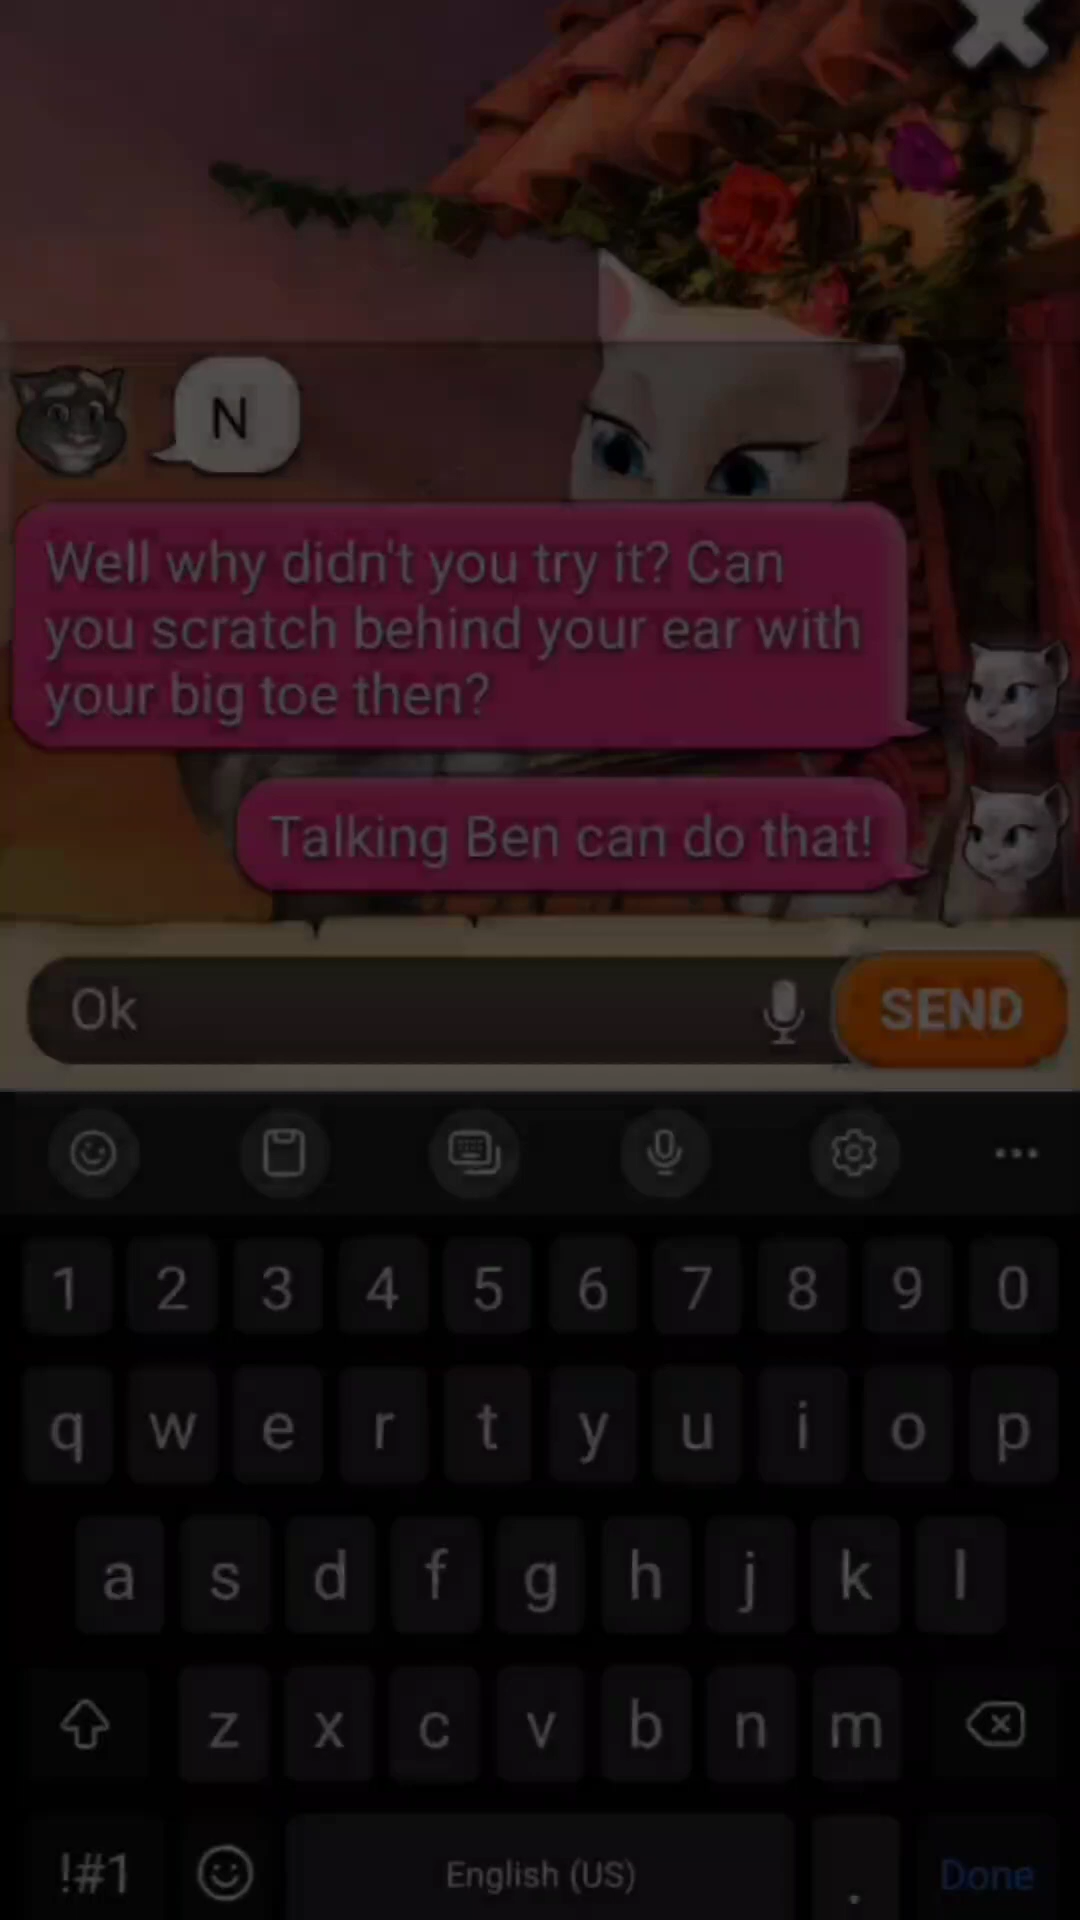 N
Well why didn't you try it? Can
you scratch behind your ear with
your big toe then?
Talking Ben can do that!
Ok
SEND
1 2 3 4 5 6 7 8 9 0
q w e r t y u i o p
a s d f g h j k l
z x c v b n m
!#1 English (US) . Done